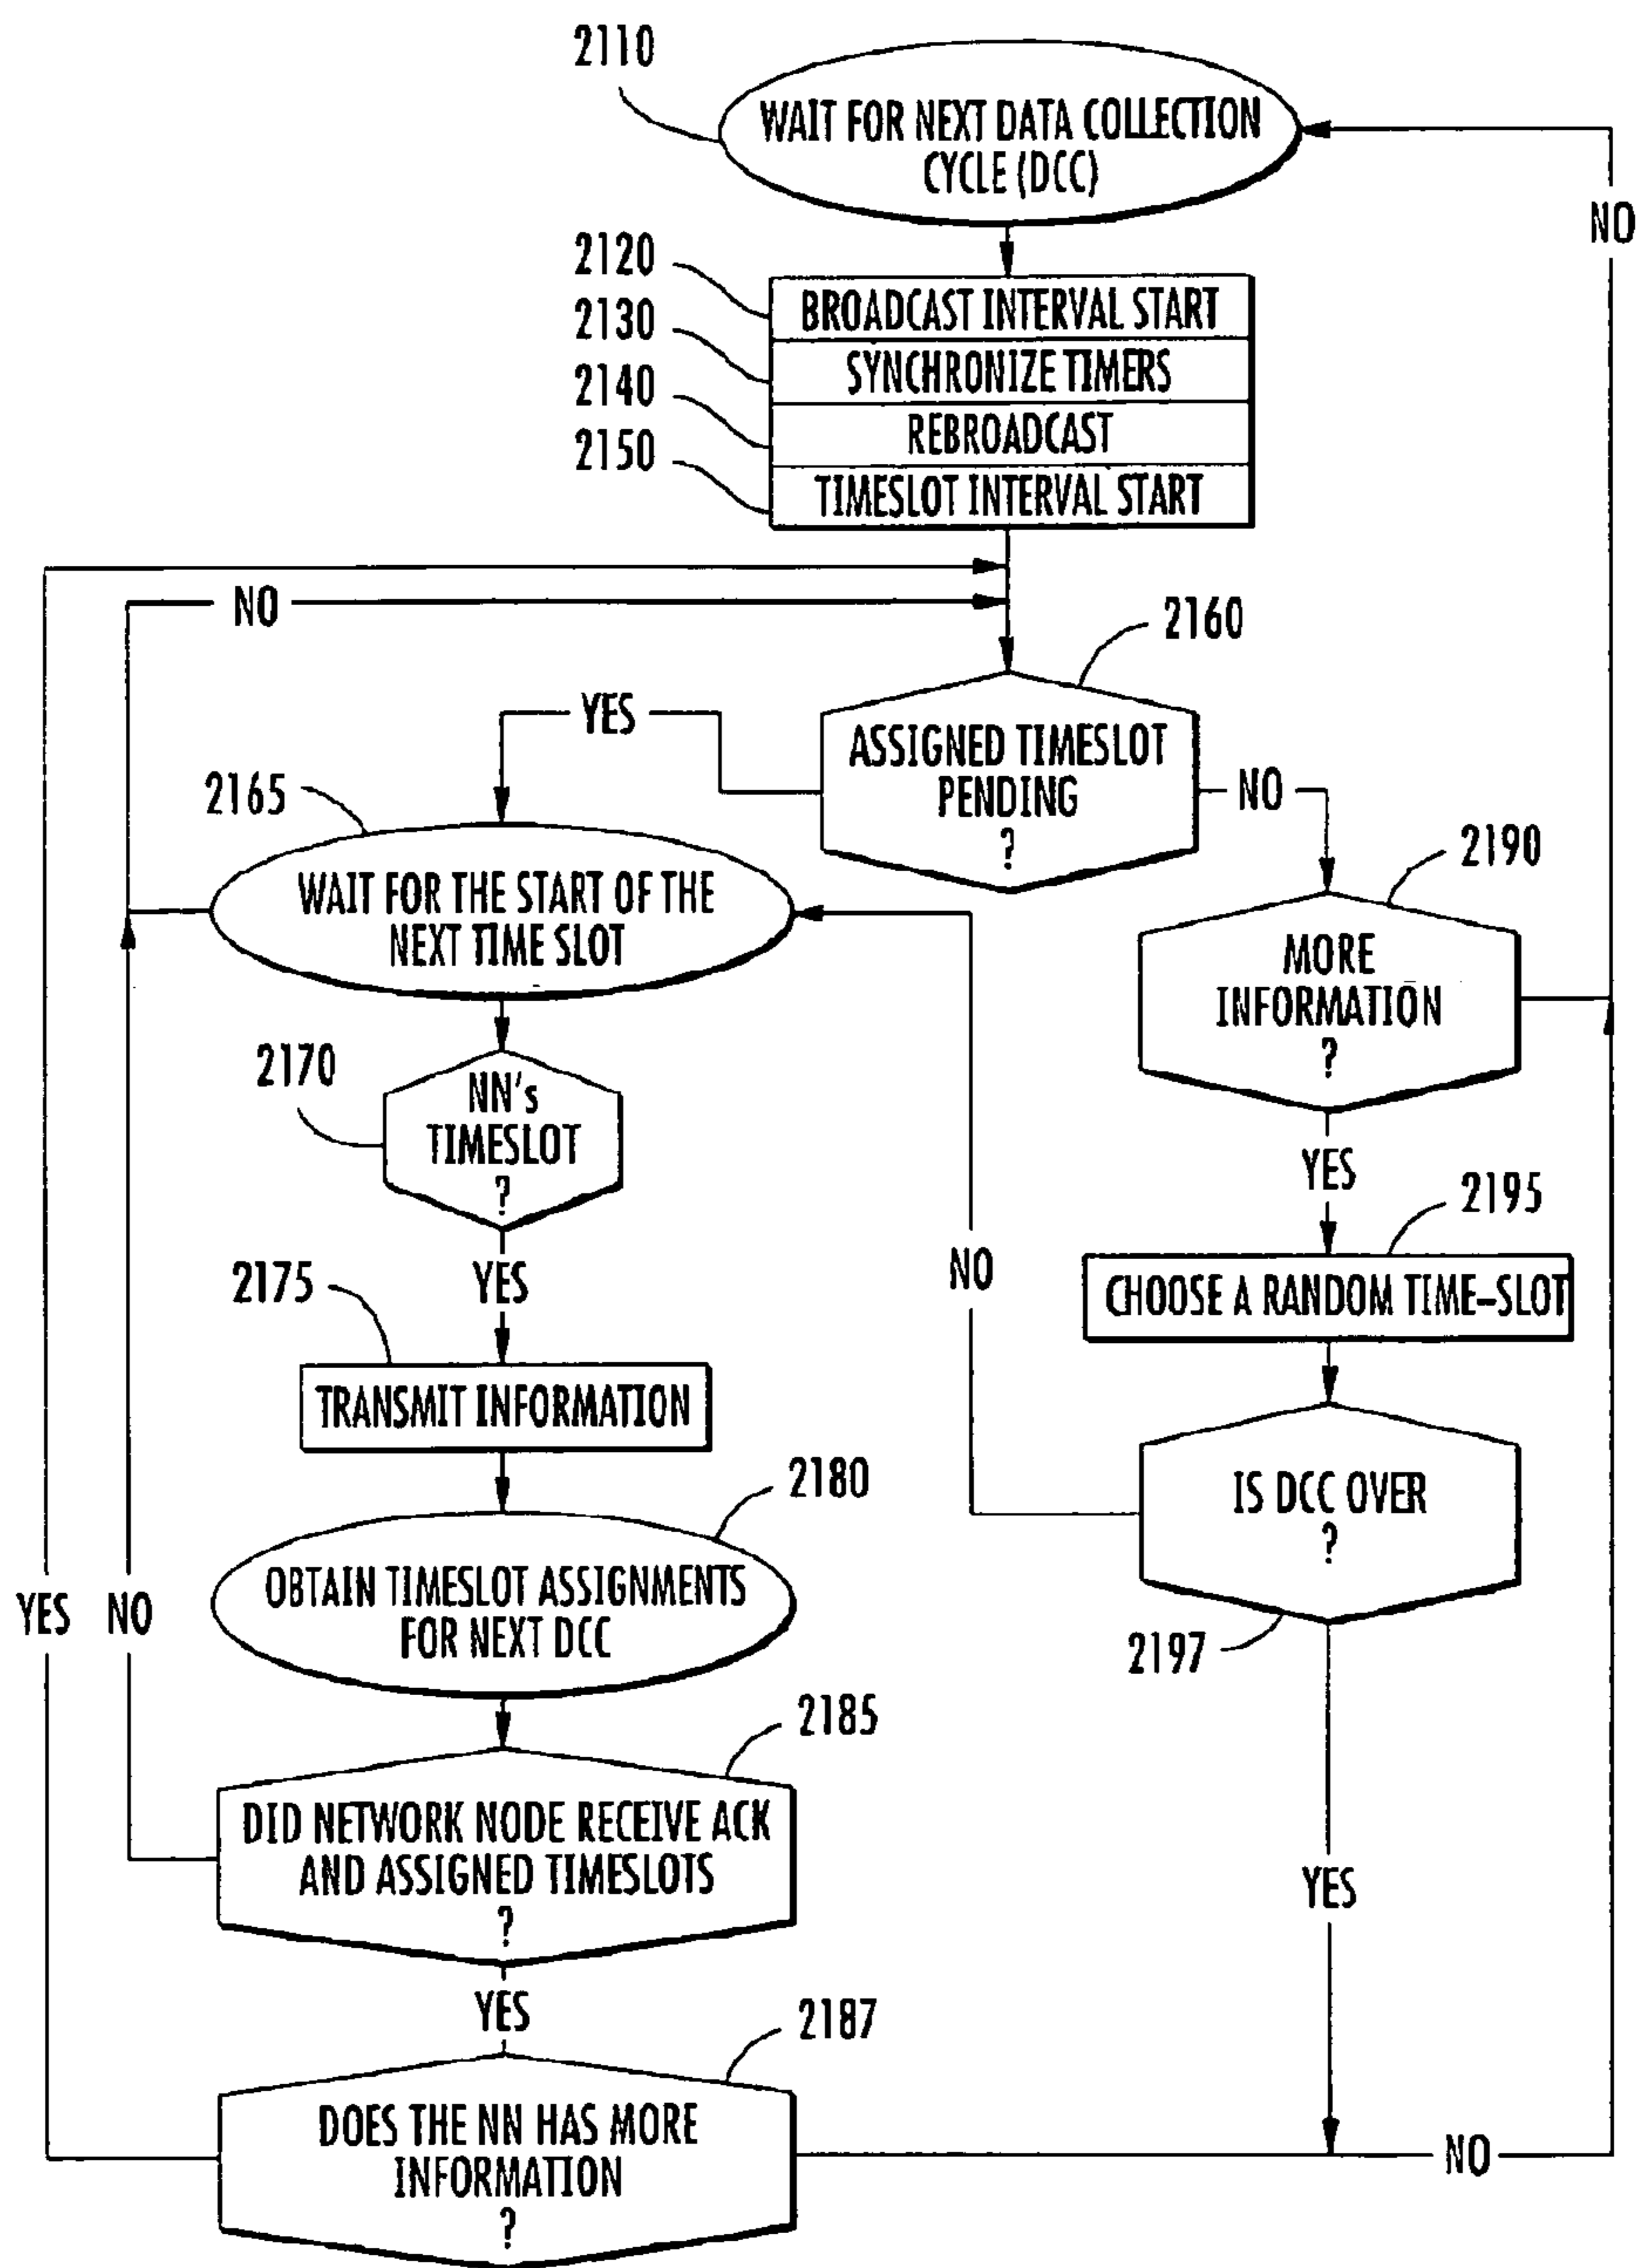 2110
WAIT FOR NEXT DATA COLLECTION
CYCLE (DCC)
NO
2120
BROADCAST INTERVAL START
2130
SYNCHRONIZE TIMERS
2140
REBROADCAST
2150
TIMESLOT INTERVAL START
NO
2160
YES
ASSIGNED TIMESLOT
PENDING
?
NO
2165
WAIT FOR THE START OF THE
NEXT TIME SLOT
2190
MORE
INFORMATION
?
2170
NN's
TIMESLOT
?
YES
2195
CHOOSE A RANDOM TIME-SLOT
YES
NO
2175
TRANSMIT INFORMATION
IS DCC OVER
?
2197
2180
OBTAIN TIMESLOT ASSIGNMENTS
FOR NEXT DCC
YES
NO
2185
DID NETWORK NODE RECEIVE ACK
AND ASSIGNED TIMESLOTS
?
YES
YES
2187
DOES THE NN HAS MORE
INFORMATION
?
NO